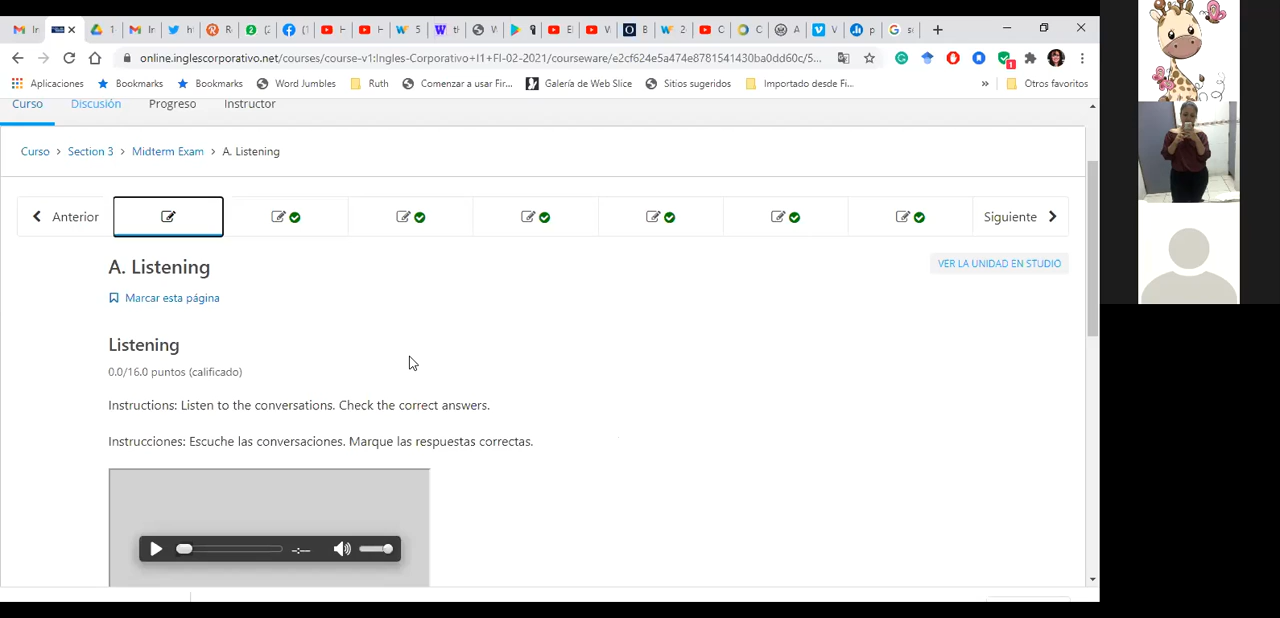 online.inglescorporativo.net/courses/course-v1:Ingles-Corporativo+I1+FI-02-2021/courseware/e2cf624e5a474e8781541430ba0dd60c/5...
Aplicaciones Bookmarks Bookmarks Word Jumbles Ruth Comenzar a usar Fir... Galería de Web Slice Sitios sugeridos Importado desde Fi... » Otros favoritos
Curso Discusión Progreso Instructor
Curso > Section 3 > Midterm Exam > A. Listening
Anterior Siguiente
A. Listening
VER LA UNIDAD EN STUDIO
Marcar esta página
Listening
0.0/16.0 puntos (calificado)
Instructions: Listen to the conversations. Check the correct answers.
Instrucciones: Escuche las conversaciones. Marque las respuestas correctas.
-:--